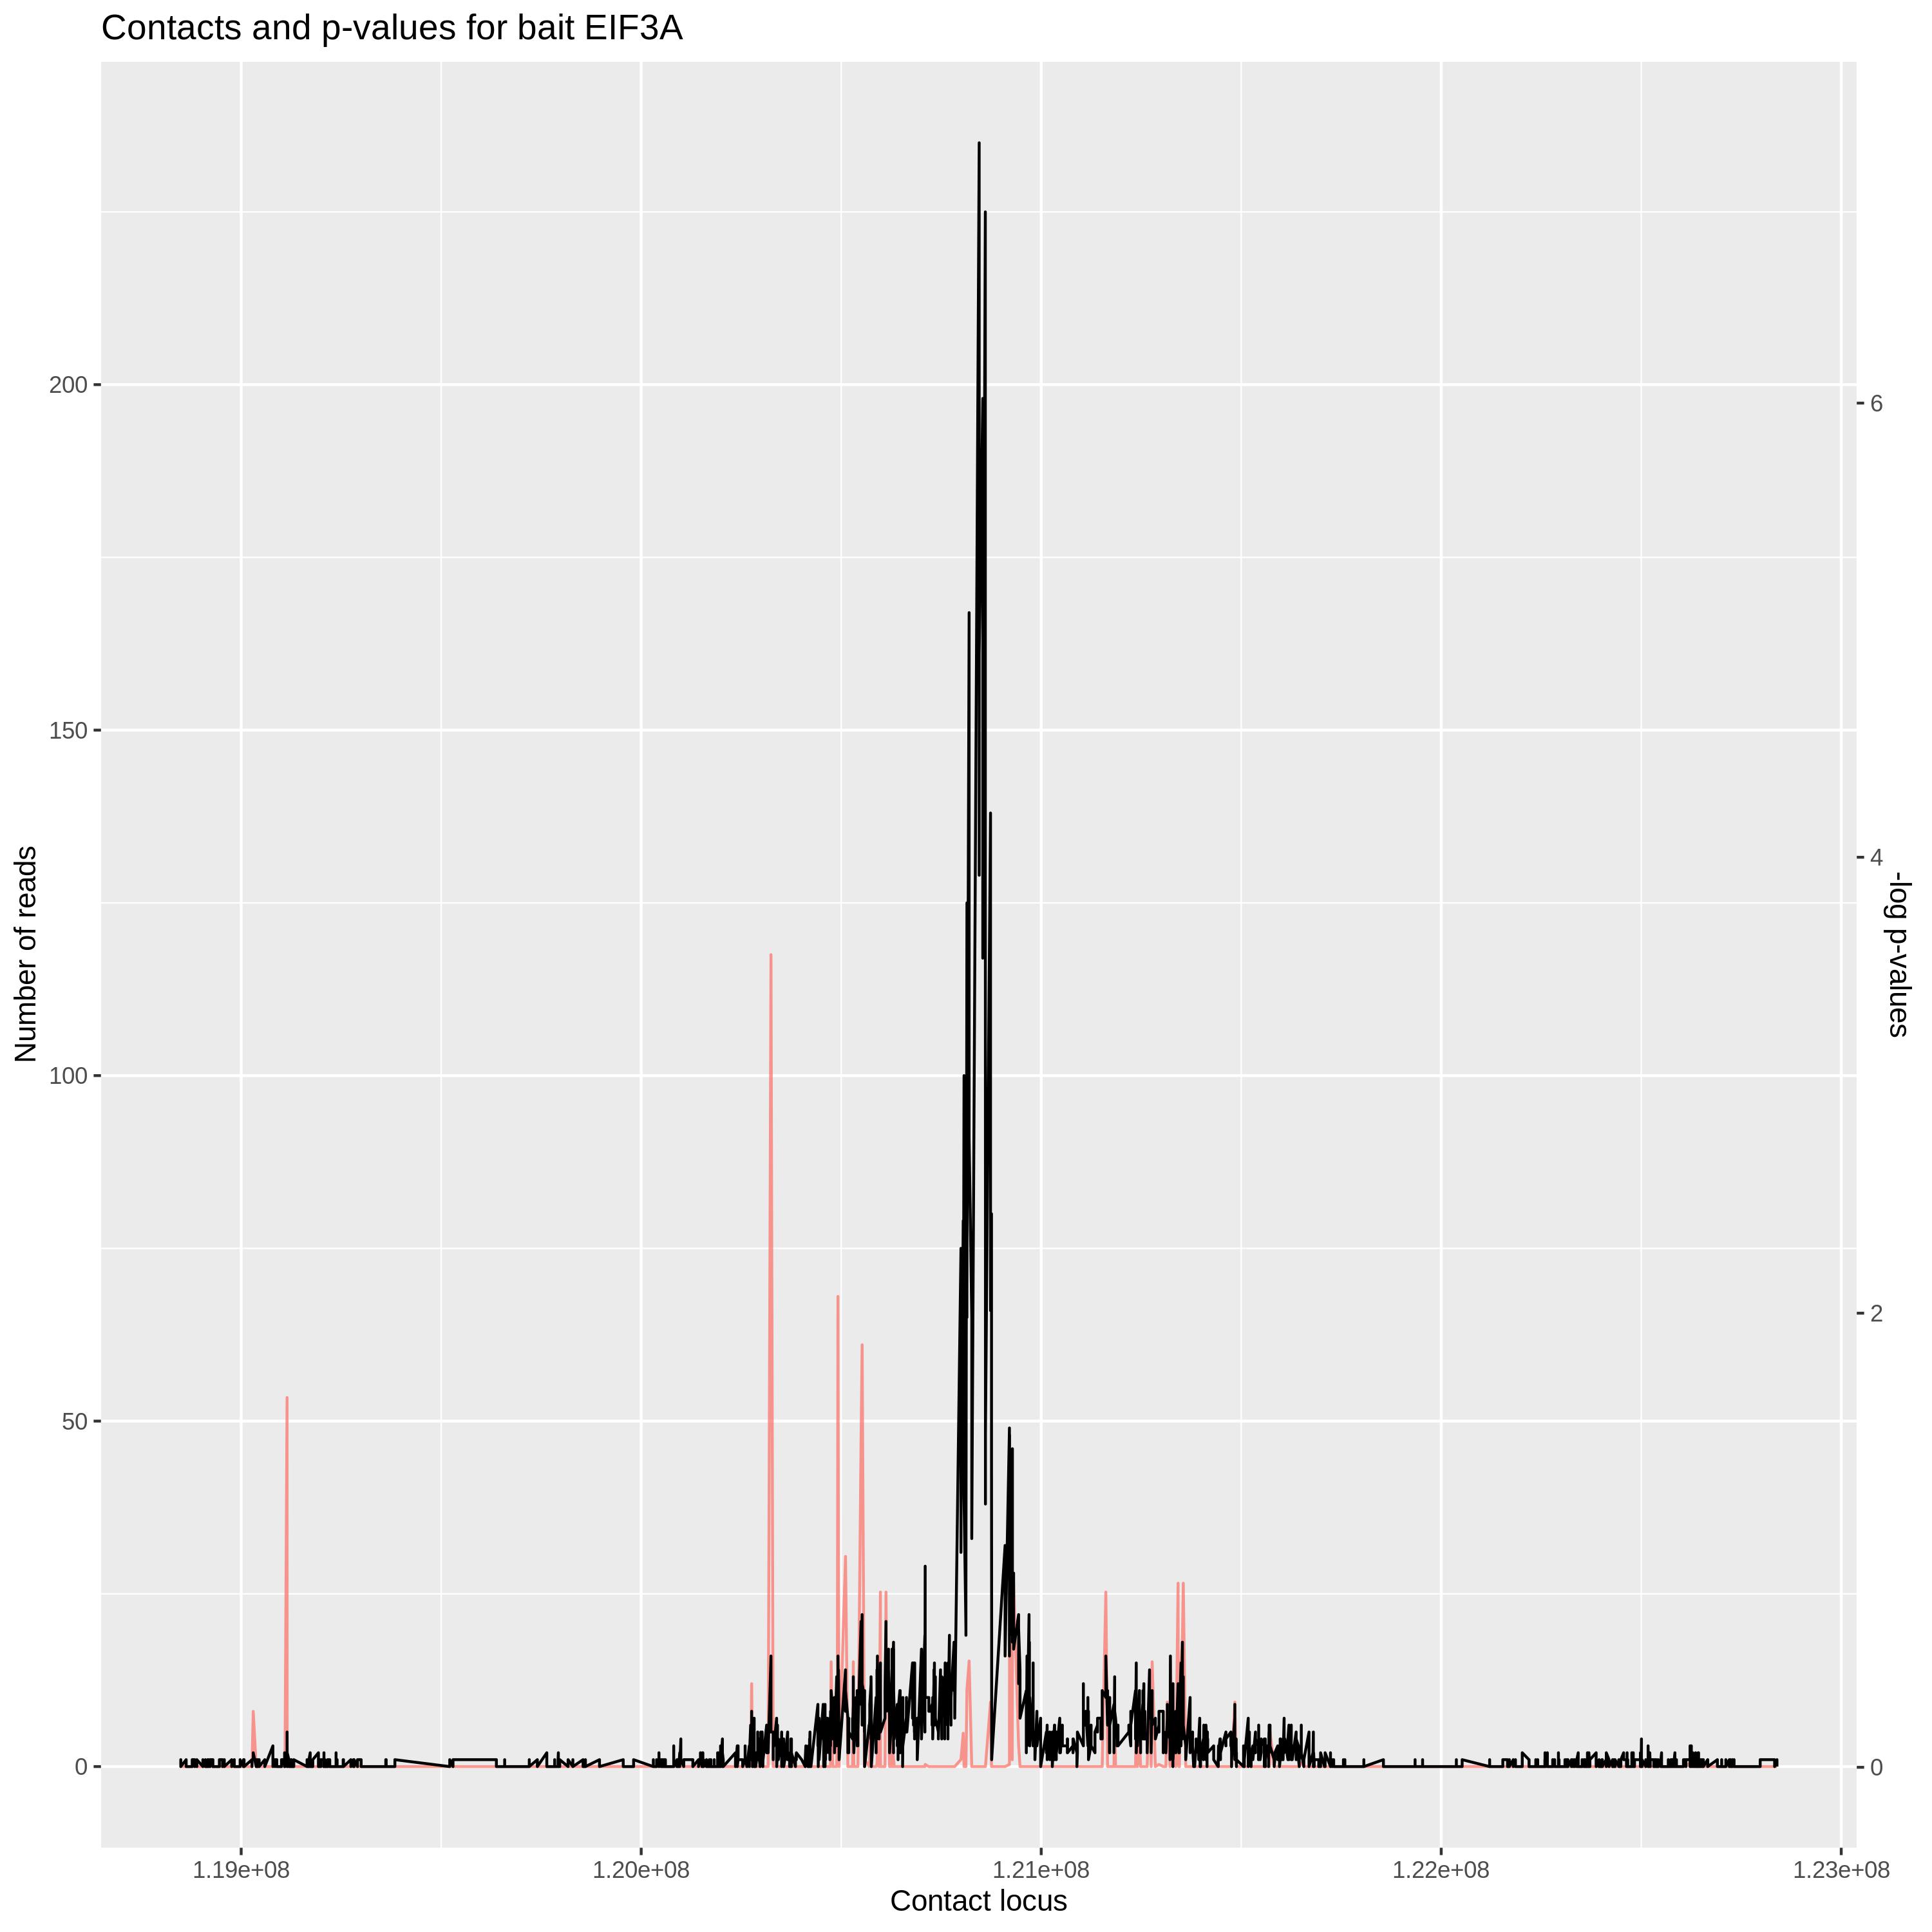 Contacts and p-values for bait EIF3A
Number of reads
200
150
100
50
0
6
4
2
0
-log p-values
1.19e+08
1.20e+08
1.21e+08
1.22e+08
1.23e+08
Contact locus